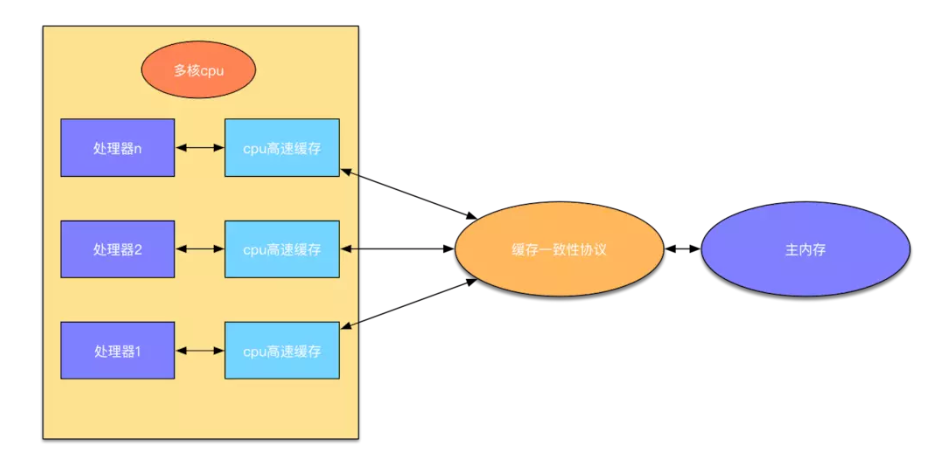 多核cpu
处理器n
cpu高速缓存
处理器2
cpu高速缓存
缓存一致性协议
主内存
处理器1
cpu高速缓存